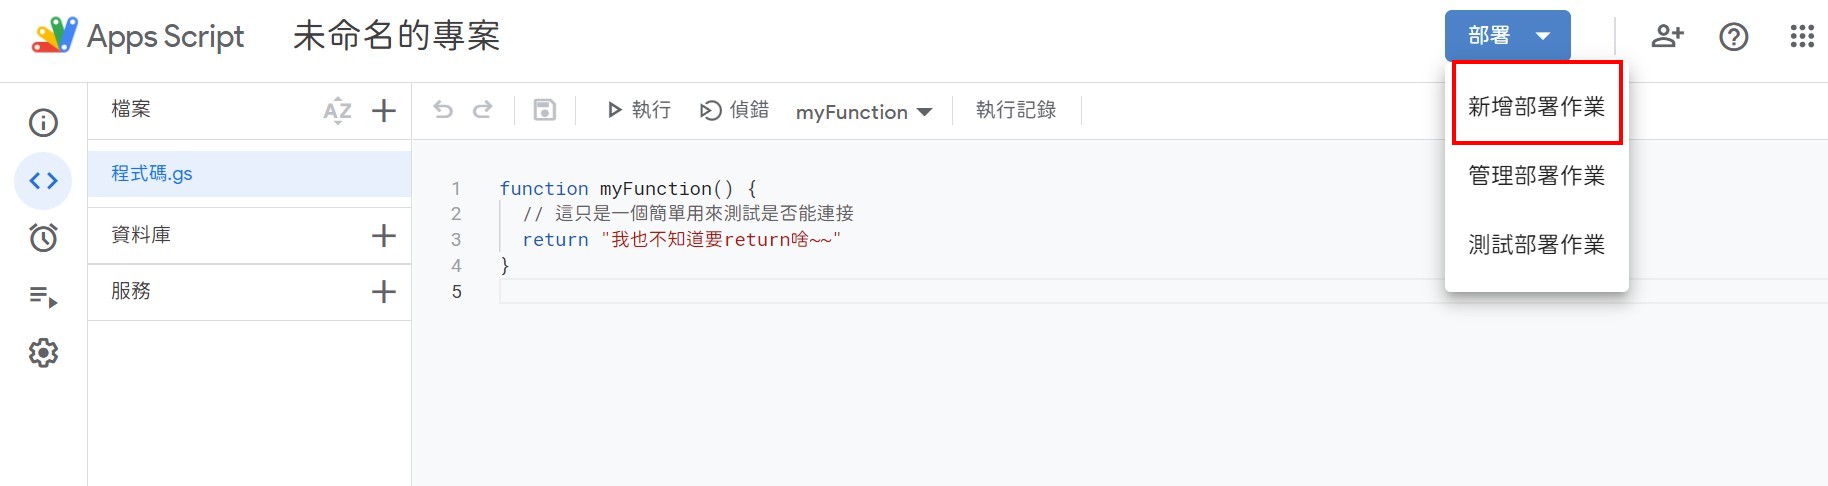 Apps Script 未命名的專案 部署
檔案 AZ 執行 偵錯 myFunction 執行記錄
新增部署作業
管理部署作業
測試部署作業
程式碼.gs
資料庫
服務
1 function myFunction() {
2 // 這只是一個簡單用來測試是否能連接
3 return "我也不知道要return啥~~"
4 }
5